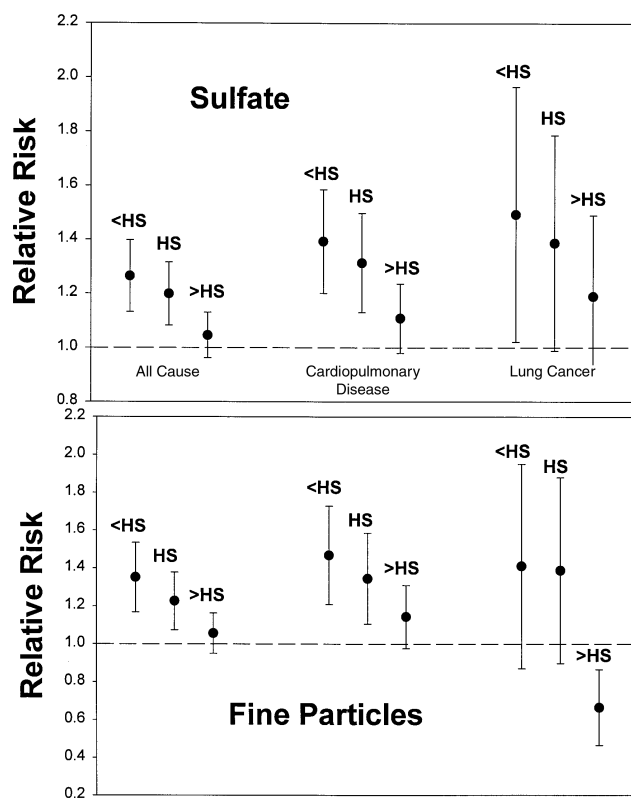 2.2
2.0
1.8
1.6
1.4
1.2
1.0
0.8
Relative Risk
Sulfate
<HS
HS
>HS
<HS
HS
>HS
<HS
HS
>HS
All Cause
Cardiopulmonary
Disease
Lung Cancer
2.2
2.0
1.8
1.6
1.4
1.2
1.0
0.8
0.6
0.4
0.2
Relative Risk
<HS
HS
>HS
<HS
HS
>HS
<HS
HS
>HS
Fine Particles